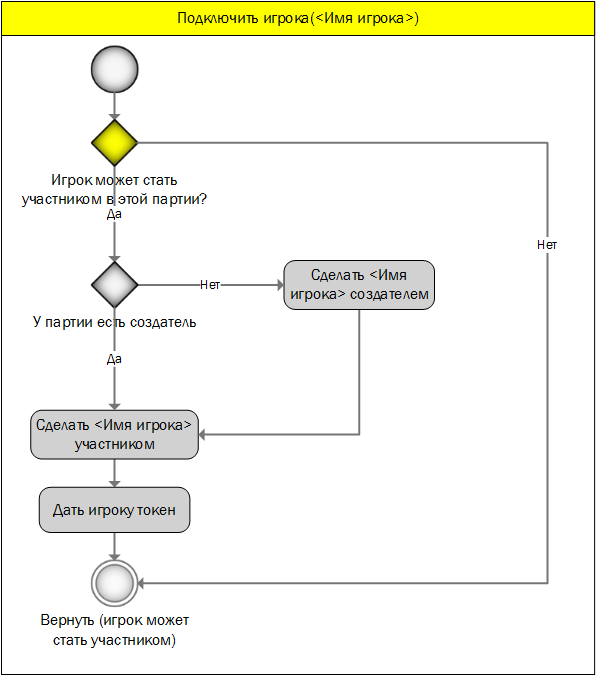 Подключить игрока(<Имя игрока>)
Игрок может стать
участником в этой партии?
Да
Нет
Нет
Сделать <Имя
игрока> создателем
У партии есть создатель
Да
Сделать <Имя игрока>
участником
Дать игроку токен
Вернуть (игрок может
стать участником)